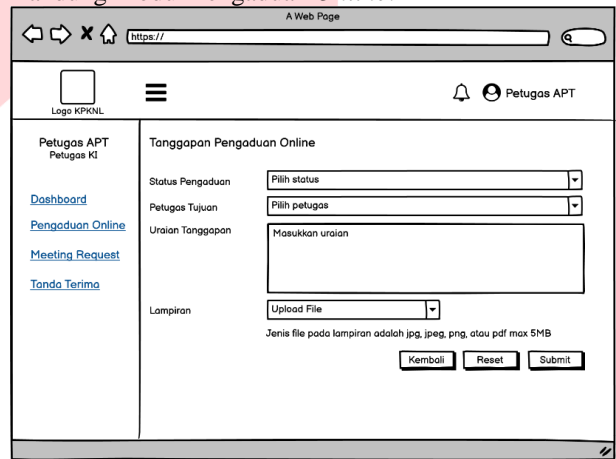 A Web Page
https://
Logo KPKNL
Petugas APT
Petugas APT
Petugas KI
Dashboard
Pengaduan Online
Meeting Request
Tanda Terima
Tanggapan Pengaduan Online
Status Pengaduan
Pilih status
Petugas Tujuan
Pilih petugas
Uraian Tanggapan
Masukkan uraian
Lampiran
Upload File
Jenis file pada lampiran adalah jpg, jpeg, png, atau pdf max 5MB
Kembali
Reset
Submit